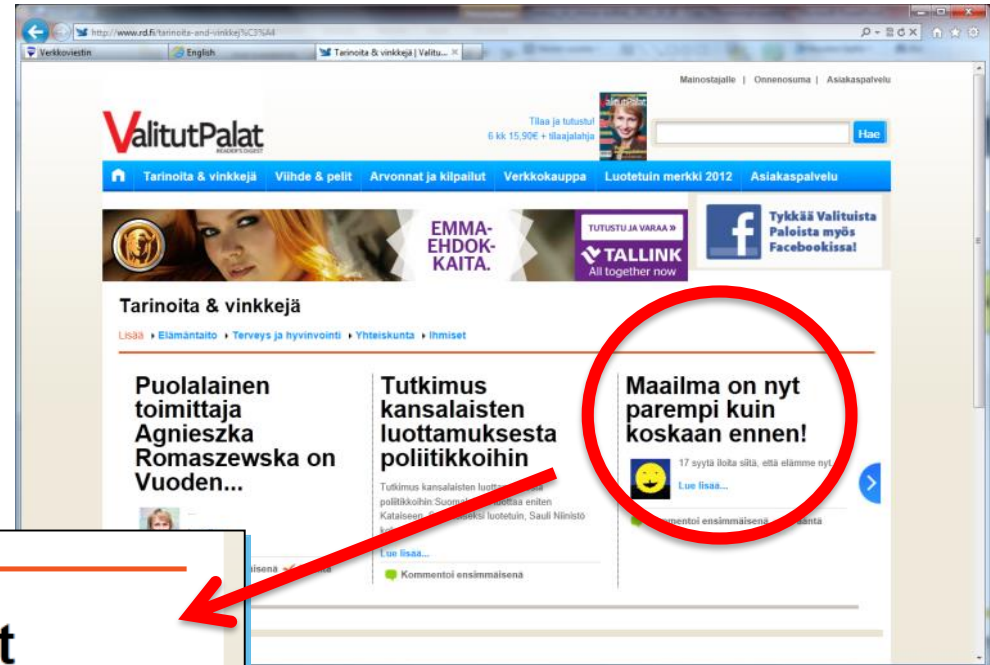 http://www.rd.fi/tarinoita-and-vinkkej%C3%A4
Verkkoviestin
English
Tarinoita & vinkkejä | Valitu...
Mainostajalle | Onnenosuma | Asiakaspalvelu
ValitutPalat
READER'S DIGEST
Tilaa ja tutustu!
6 kk 15,90€ + tilaajalahja
Hae
Tarinoita & vinkkejä Viihde & pelit Arvonnat ja kilpailut Verkkokauppa Luotetuin merkki 2012 Asiakaspalvelu
EMMA-
EHDOK-
KAITA.
TUTUSTU JA VARAA »
TALLINK
All together now
Tykkää Valituista
Paloista myös
Facebookissa!
Tarinoita & vinkkejä
Lisää Elämäntaito Terveys ja hyvinvointi Yhteiskunta Ihmiset
Puolalainen
toimittaja
Agnieszka
Romaszewska on
Vuoden...
Tutkimus
kansalaisten
luottamuksesta
poliitikkoihin
Tutkimus kansalaisten
poliitikkoihin:
Kataiseen, luotetuin, Sauli Niinistö
Lue lisää...
Kommentoi ensimmäisenä
Maailma on nyt
parempi kuin
koskaan ennen!
17 syytä iloita siitä, että elämme nyt.
Lue lisää...
ensimmäisenä
t